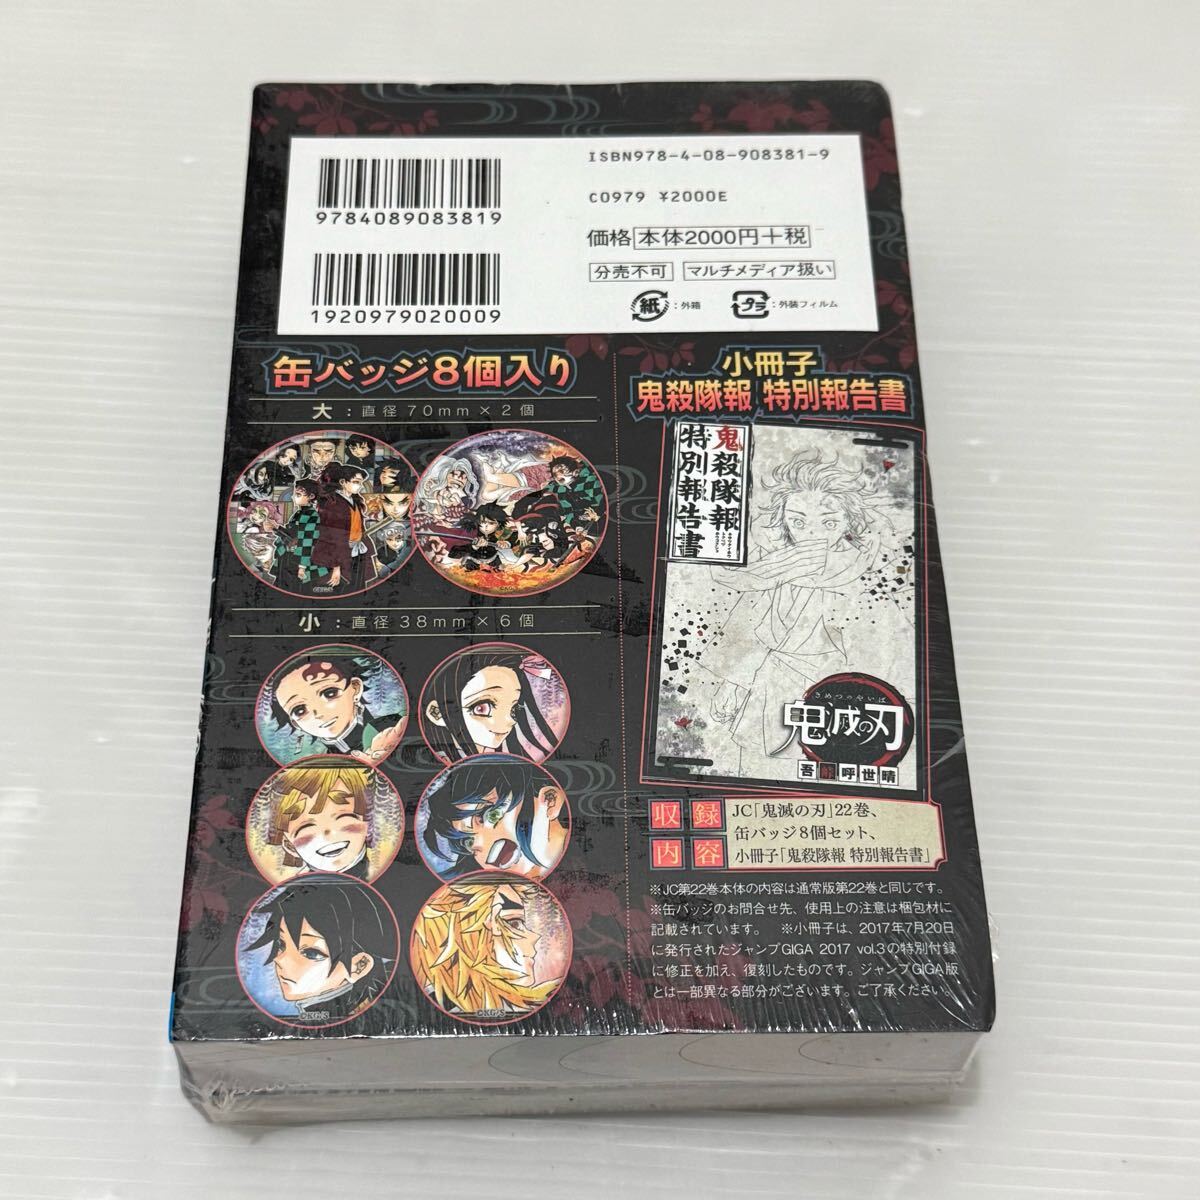 ISBN978-4-08-908381-9
9784089083819
C0979 ¥2000E
価格 本体2000円+税
分売不可 マルチメディア扱い
1920979020009
紙:外箱 プラ:外装フィルム
缶バッジ8個入り
大:直径70mm×2個
©KG/S
小:直径38mm×6個
©KG/S
小冊子
鬼殺隊報 特別報告書
鬼殺隊報
特別報告書
きめつのやいば
鬼滅の刃
吾峠呼世晴
収録内容
JC「鬼滅の刃」22巻、
缶バッジ8個セット、
小冊子「鬼殺隊報 特別報告書」
※JC第22巻本体の内容は通常版第22巻と同じです。
※缶バッジのお問合せ先、使用上の注意は梱包材に
記載されています。 ※小冊子は、2017年7月20日
に発行されたジャンプGIGA 2017 vol.3の特別付録
に修正を加え、復刻したものです。ジャンプGIGA版
とは一部異なる部分がございます。ご了承ください。